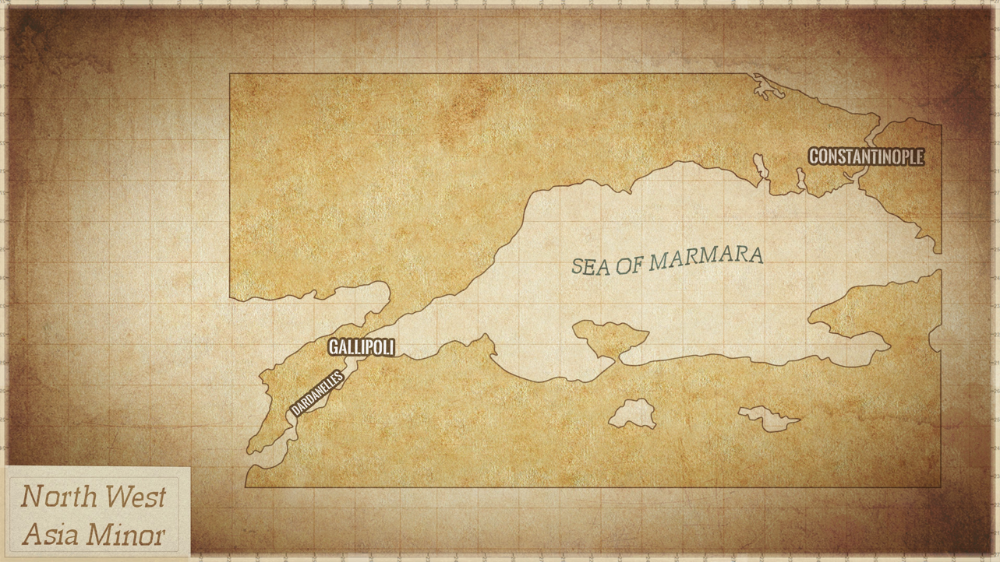 CONSTANTINOPLE
SEA OF MARMARA
GALLIPOLI
DARDANELLES
North West
Asia Minor